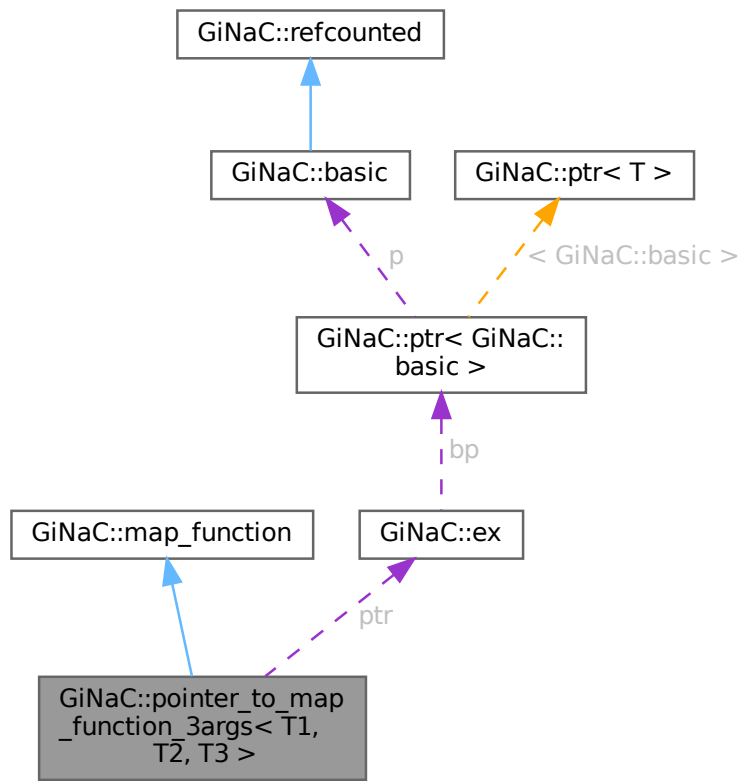 GiNaC::refcounted
GiNaC::basic
GiNaC::ptr< T >
p
< GiNaC::basic >
GiNaC::ptr< GiNaC::
basic >
bp
GiNaC::map_function
GiNaC::ex
ptr
GiNaC::pointer_to_map
_function_3args< T1,
T2, T3 >